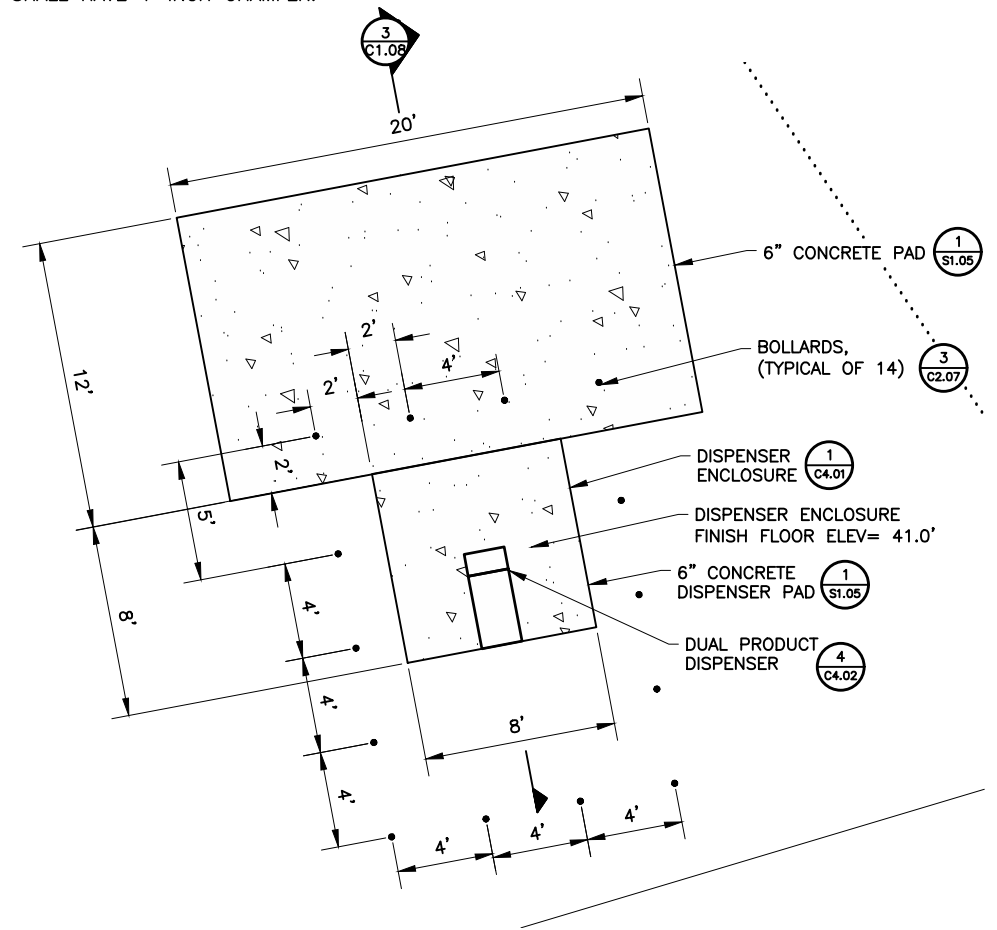 3
C1.08
20'
6" CONCRETE PAD
1
S1.05
12'
2'
4'
2'
BOLLARDS,
(TYPICAL OF 14)
3
C2.07
2'
5'
DISPENSER
ENCLOSURE
1
C4.01
DISPENSER ENCLOSURE
FINISH FLOOR ELEV= 41.0'
6" CONCRETE
DISPENSER PAD
1
S1.05
4'
8'
DUAL PRODUCT
DISPENSER
4
C4.02
4'
8'
4'
4'
4'
4'